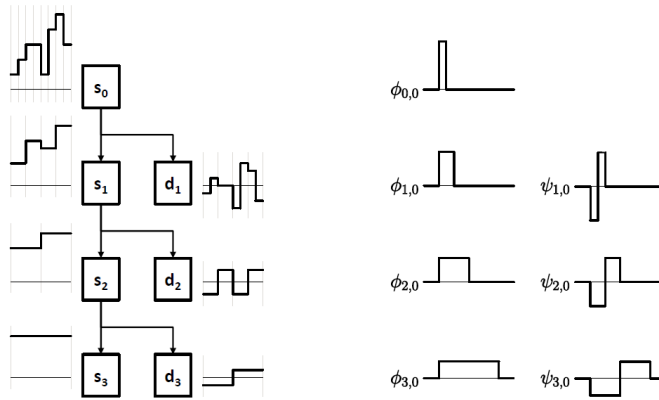 s₀
ϕ₀,₀
s₁ d₁
ϕ₁,₀ ψ₁,₀
s₂ d₂
ϕ₂,₀ ψ₂,₀
s₃ d₃
ϕ₃,₀ ψ₃,₀